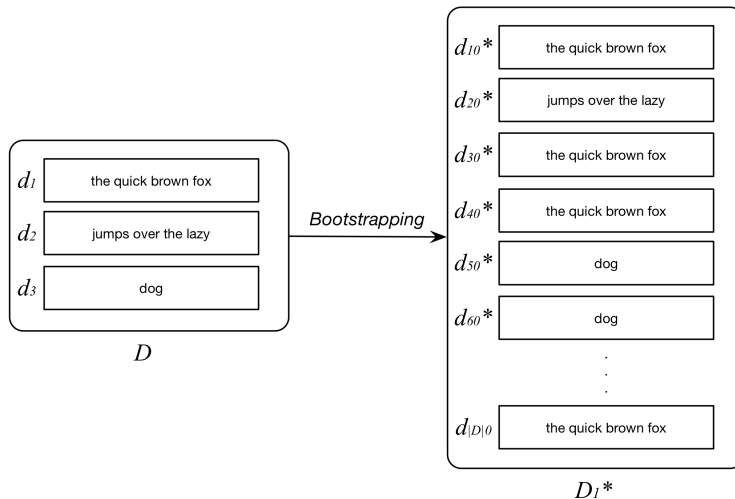 d1 the quick brown fox
d2 jumps over the lazy
d3 dog
D
Bootstrapping
d10* the quick brown fox
d20* jumps over the lazy
d30* the quick brown fox
d40* the quick brown fox
d50* dog
d60* dog
.
.
.
d|D|0 the quick brown fox
D1*